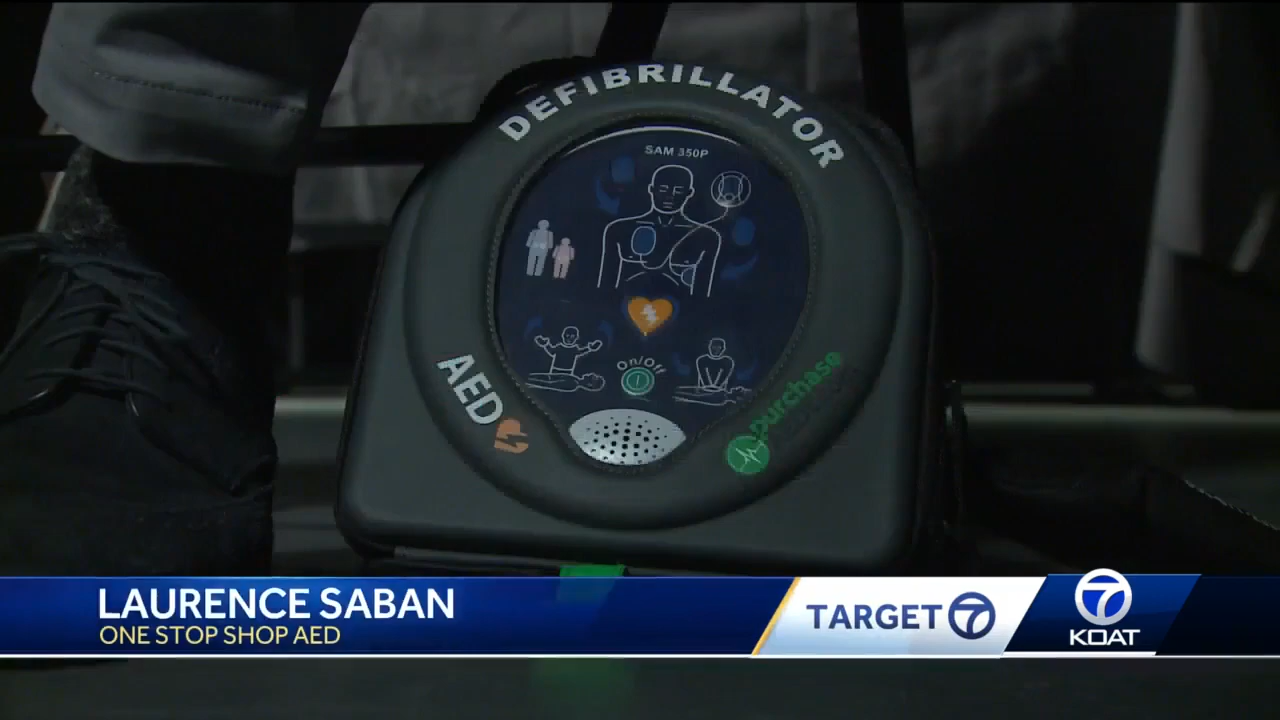 DEFIBRILLATOR
SAM 350P
On/Off
AED
purchase
LAURENCE SABAN
ONE STOP SHOP AED
TARGET 7
7
KOAT